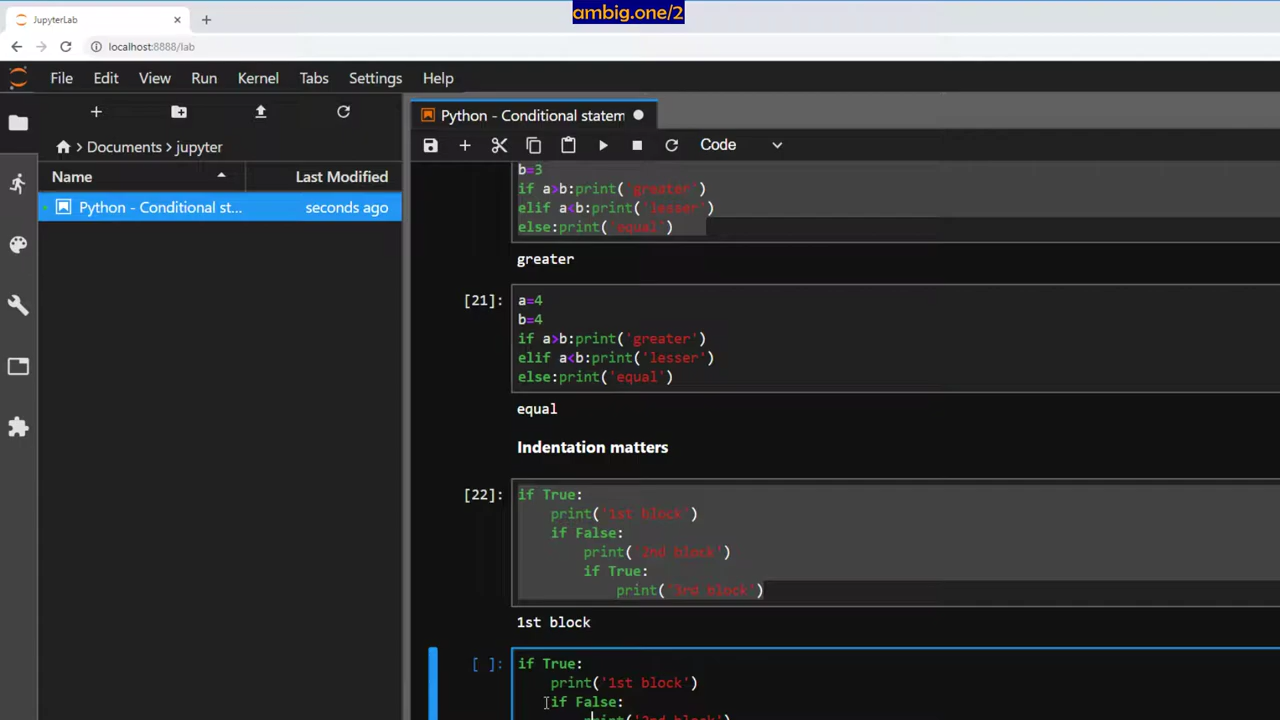 ambig.one/2
JupyterLab
localhost:8888/lab
File Edit View Run Kernel Tabs Settings Help
Python - Conditional statem
Documents > jupyter
Code
Name Last Modified
Python - Conditional st... seconds ago
b=3
if a>b:print('greater')
elif a<b:print('lesser')
else:print('equal')
greater
[21]: a=4
b=4
if a>b:print('greater')
elif a<b:print('lesser')
else:print('equal')
equal
Indentation matters
[22]: if True:
print('1st block')
if False:
print('2nd block')
if True:
print('3rd block')
1st block
[ ]: if True:
print('1st block')
if False:
print('2nd block')